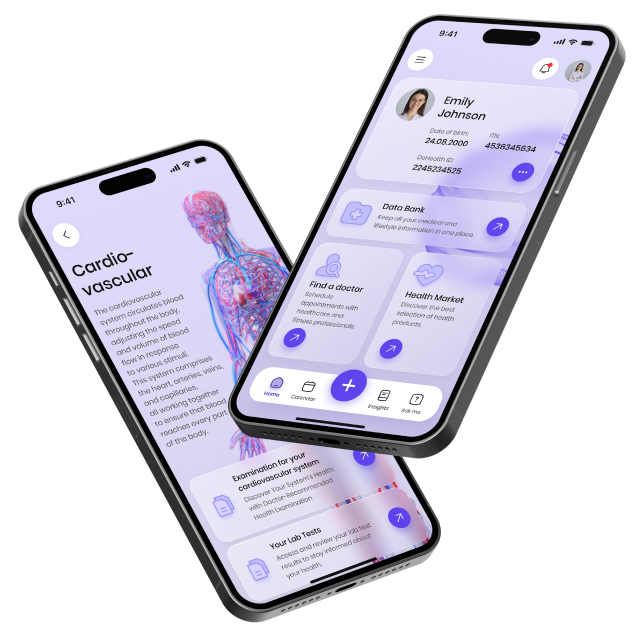 9:41
Cardio-
vascular
The cardiovascular
system circulates blood
throughout the body,
adjusting the speed
and volume of blood
flow in response
to various stimuli.
This system comprises
the heart, arteries, veins,
and capillaries,
all working together
to ensure that blood
reaches every part
of the body.
Examination for your
cardiovascular system
Discover Your System's Health
with Doctor-Recommended
Health Examination
Your Lab Tests
Access and review your lab test
results to stay informed about
your health.
9:41
Emily
Johnson
Date of birth:
24.08.2000
ITN:
4536345634
DoHealth ID:
2245234525
Data Bank
Keep all your medical and
lifestyle information in one place.
Find a doctor
Schedule
appointments with
healthcare and
fitness professionals.
Health Market
Discover the best
selection of health
products.
Home
Calendar
Insights
Ask me